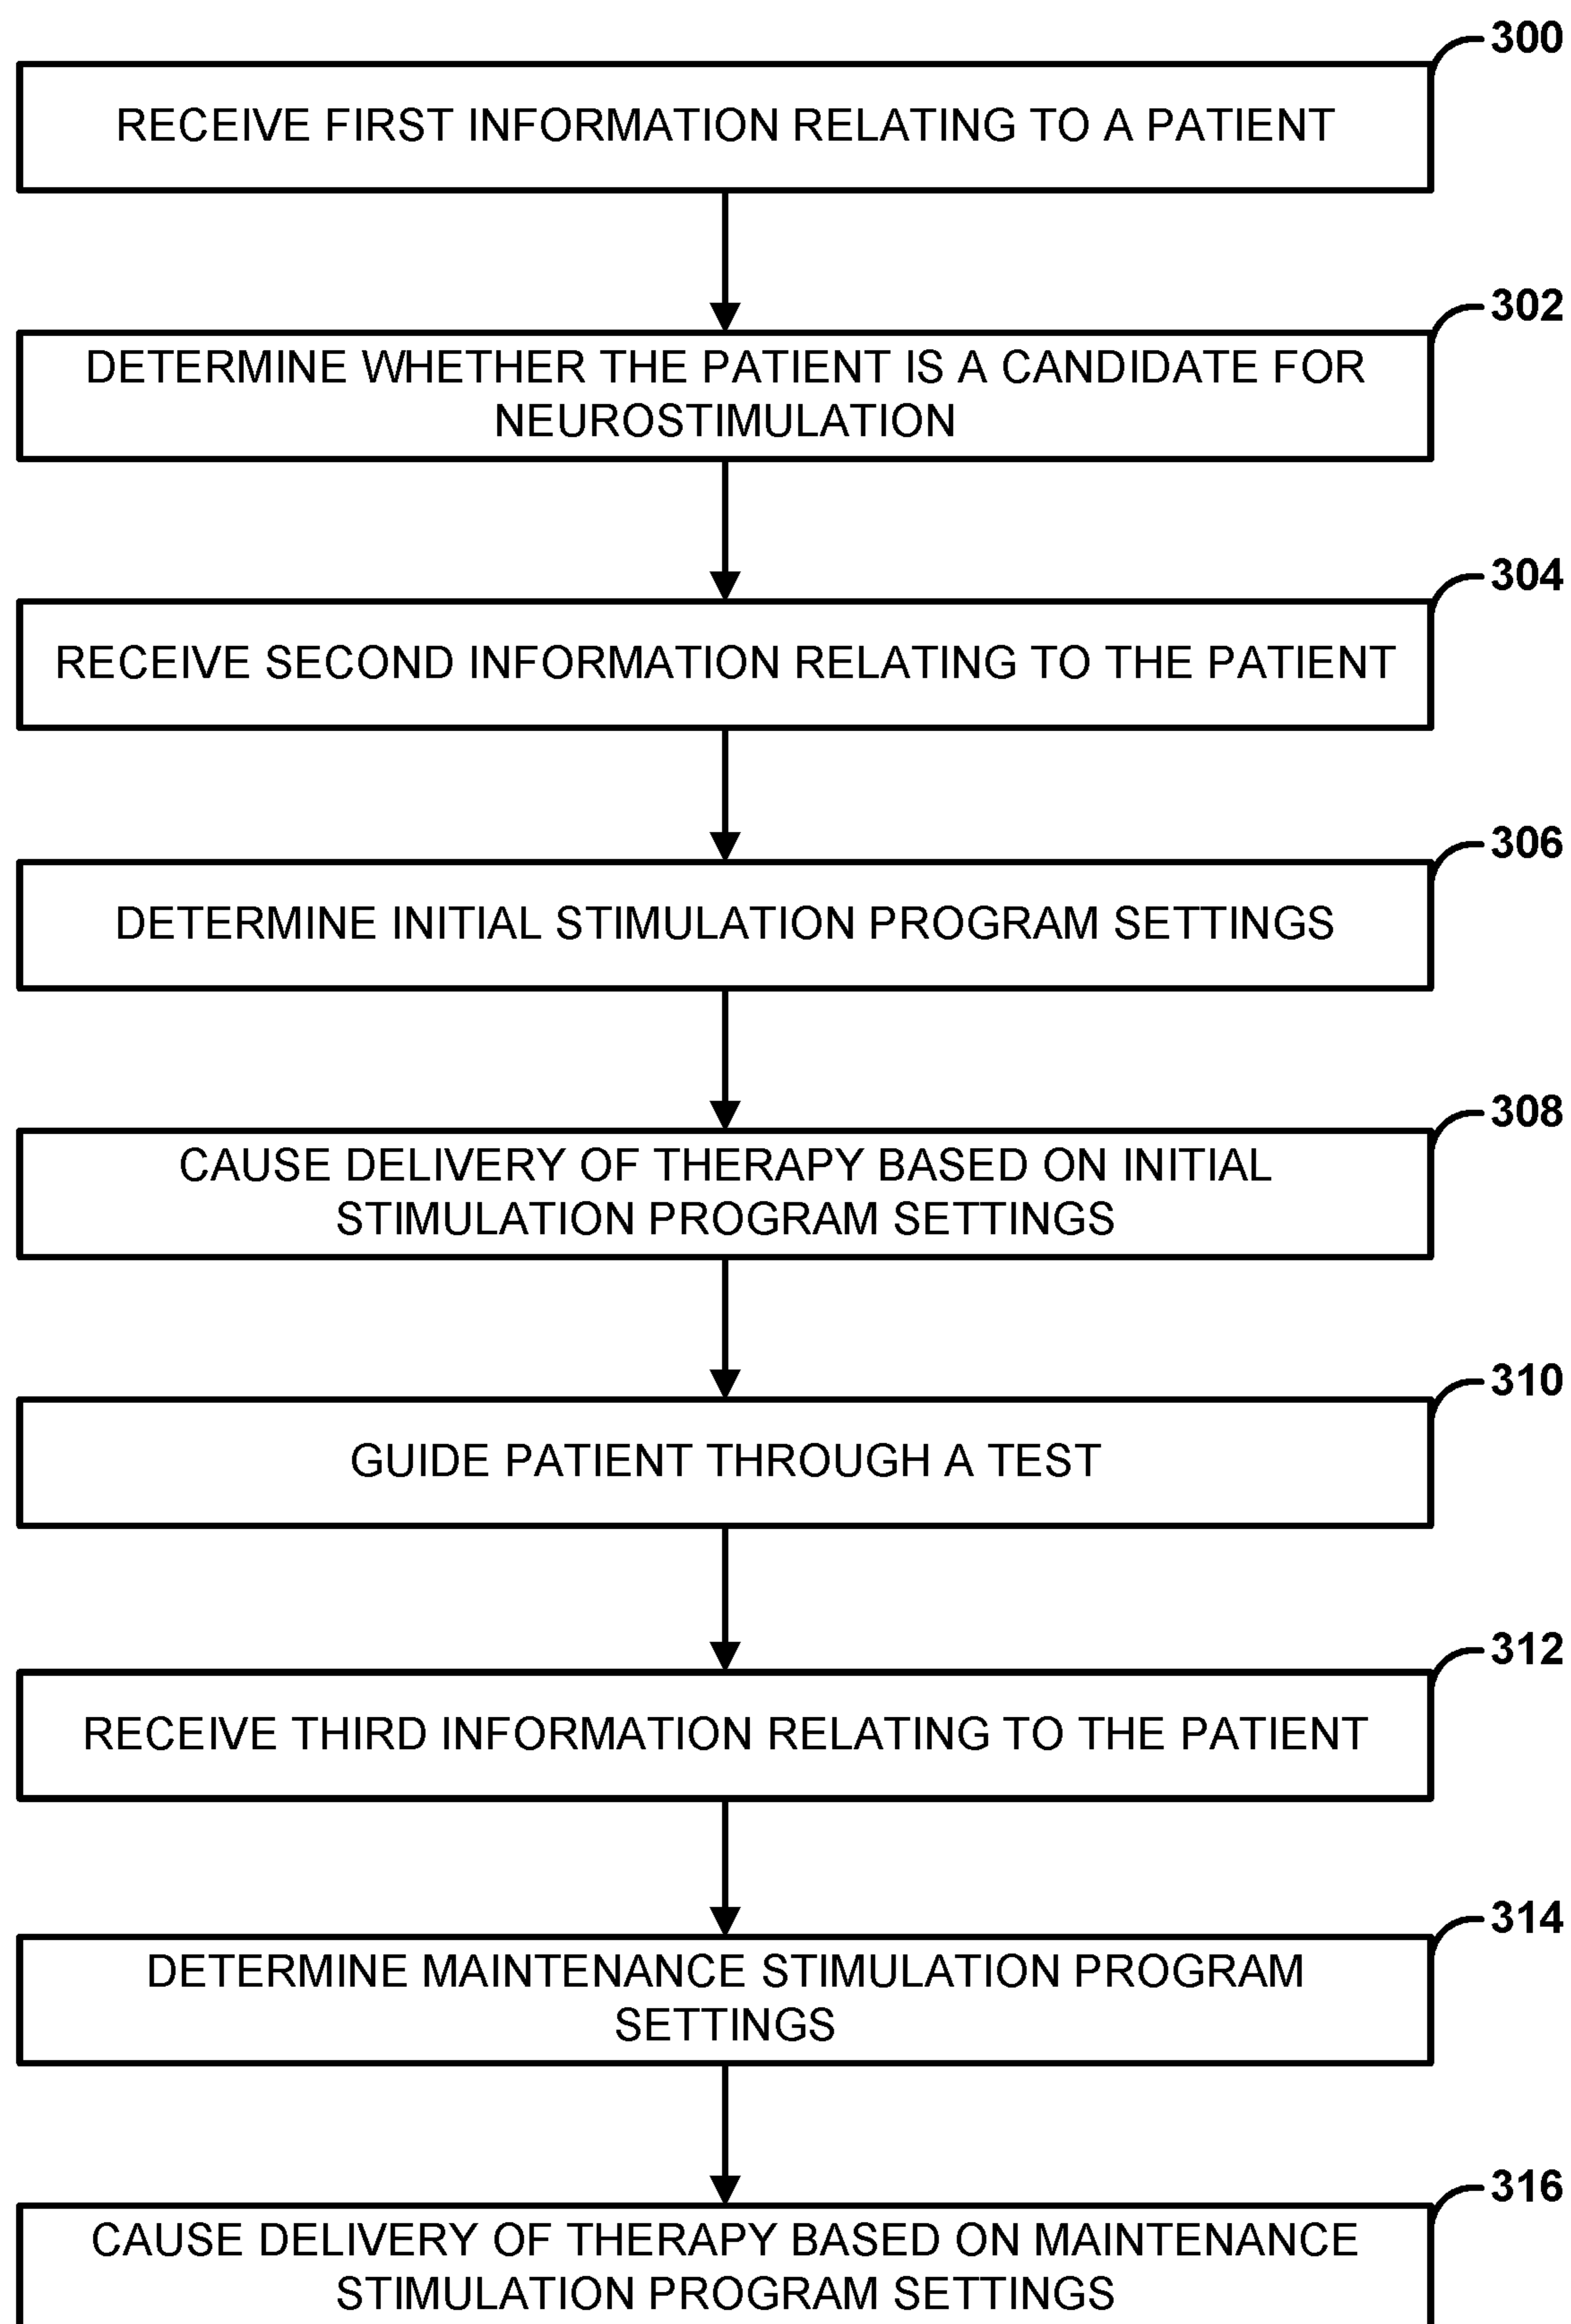 300
RECEIVE FIRST INFORMATION RELATING TO A PATIENT
302
DETERMINE WHETHER THE PATIENT IS A CANDIDATE FOR
NEUROSTIMULATION
304
RECEIVE SECOND INFORMATION RELATING TO THE PATIENT
306
DETERMINE INITIAL STIMULATION PROGRAM SETTINGS
308
CAUSE DELIVERY OF THERAPY BASED ON INITIAL
STIMULATION PROGRAM SETTINGS
310
GUIDE PATIENT THROUGH A TEST
312
RECEIVE THIRD INFORMATION RELATING TO THE PATIENT
314
DETERMINE MAINTENANCE STIMULATION PROGRAM
SETTINGS
316
CAUSE DELIVERY OF THERAPY BASED ON MAINTENANCE
STIMULATION PROGRAM SETTINGS